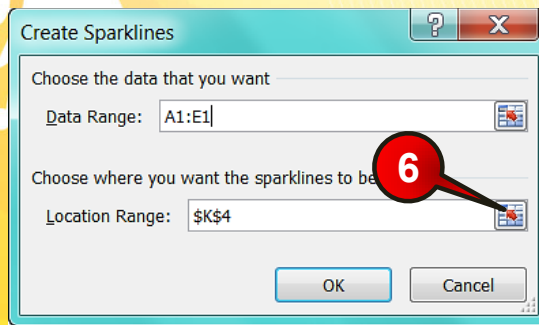 Create Sparklines
Choose the data that you want
Data Range: A1:E1
Choose where you want the sparklines to be
6
Location Range: $K$4
OK Cancel